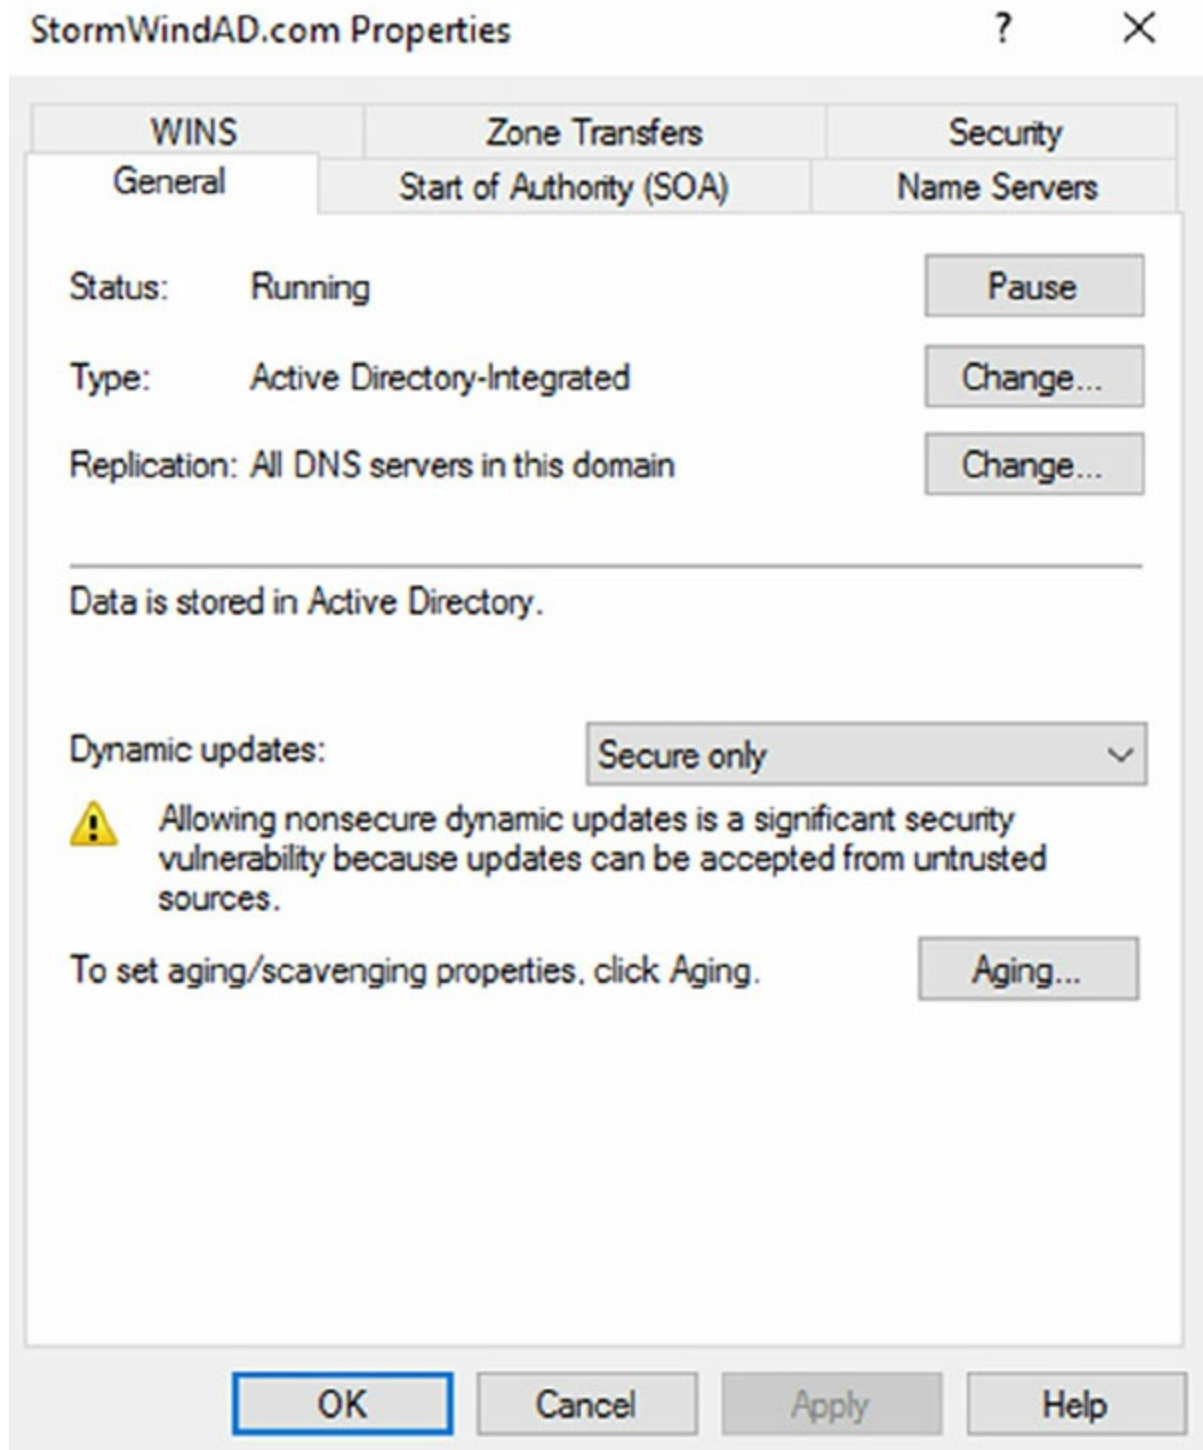 StormWindAD.com Properties ? ×
WINS Zone Transfers Security
General Start of Authority (SOA) Name Servers
Status: Running Pause
Type: Active Directory-Integrated Change...
Replication: All DNS servers in this domain Change...
Data is stored in Active Directory.
Dynamic updates: Secure only
Allowing nonsecure dynamic updates is a significant security
vulnerability because updates can be accepted from untrusted
sources.
To set aging/scavenging properties, click Aging. Aging...
OK Cancel Apply Help